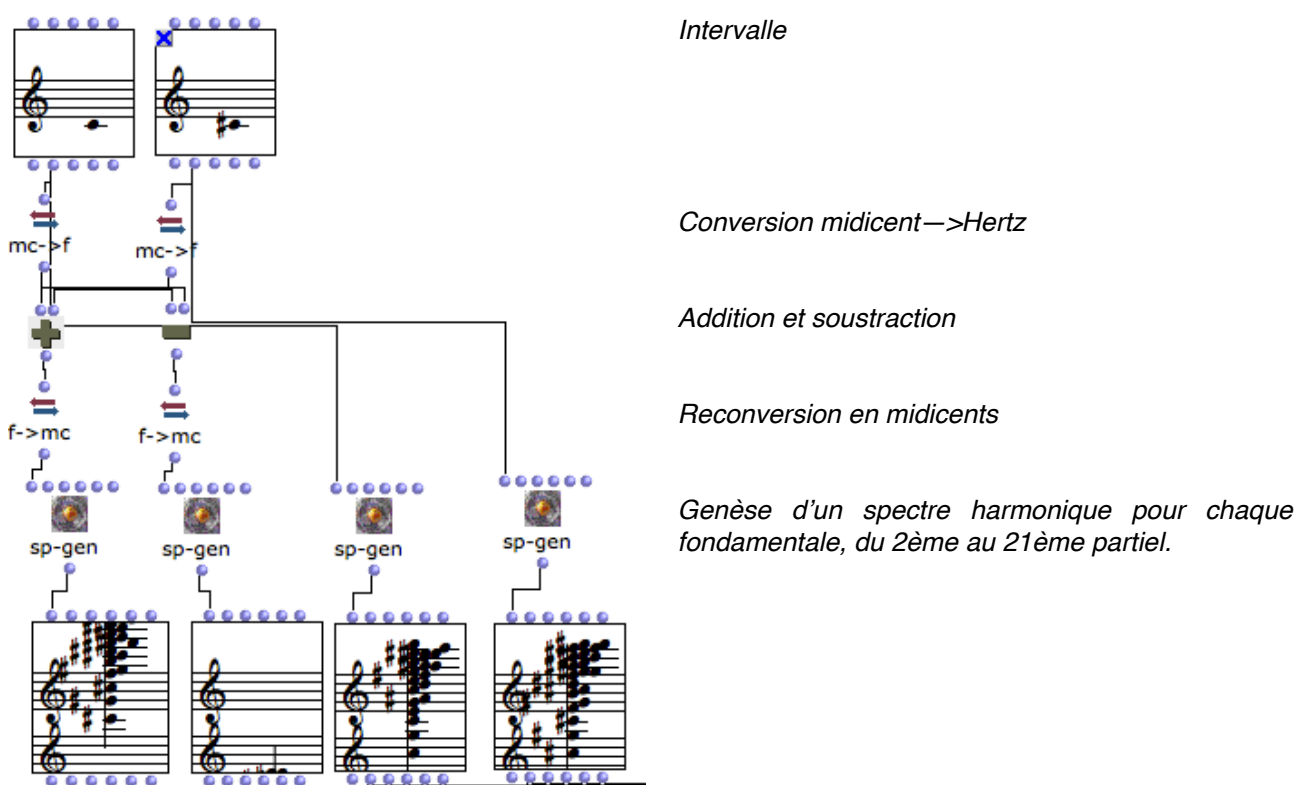 Intervalle
mc->f
mc->f
Conversion midicent—>Hertz
Addition et soustraction
f->mc
f->mc
Reconversion en midicents
sp-gen
sp-gen
sp-gen
sp-gen
Genèse d'un spectre harmonique pour chaque
fondamentale, du 2ème au 21ème partiel.